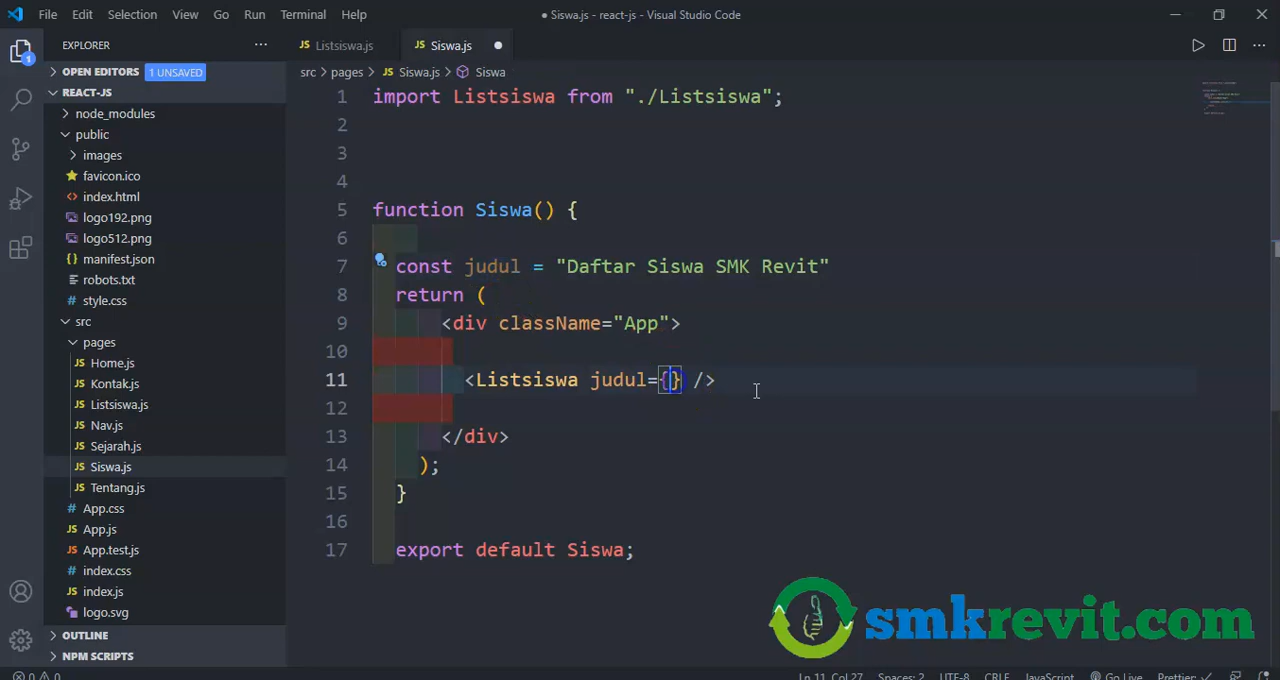 File Edit Selection View Go Run Terminal Help
● Siswa.js - react-js - Visual Studio Code
EXPLORER
1
OPEN EDITORS 1 UNSAVED
REACT-JS
node_modules
public
images
favicon.ico
index.html
logo192.png
logo512.png
manifest.json
robots.txt
style.css
src
pages
Home.js
Kontak.js
Listsiswa.js
Nav.js
Sejarah.js
Siswa.js
Tentang.js
App.css
App.js
App.test.js
index.css
index.js
logo.svg
OUTLINE
NPM SCRIPTS
JS Listsiswa.js JS Siswa.js ●
src > pages > JS Siswa.js > Siswa
1 import Listsiswa from "./Listsiswa";
2
3
4
5 function Siswa() {
6
7 const judul = "Daftar Siswa SMK Revit"
8 return (
9 <div className="App">
10
11 <Listsiswa judul={} />
12
13 </div>
14 );
15 }
16
17 export default Siswa;
smkrevit.com
0 0 Ln 11, Col 27 Spaces: 2 UTF-8 CRLF JavaScript Go Live Prettier